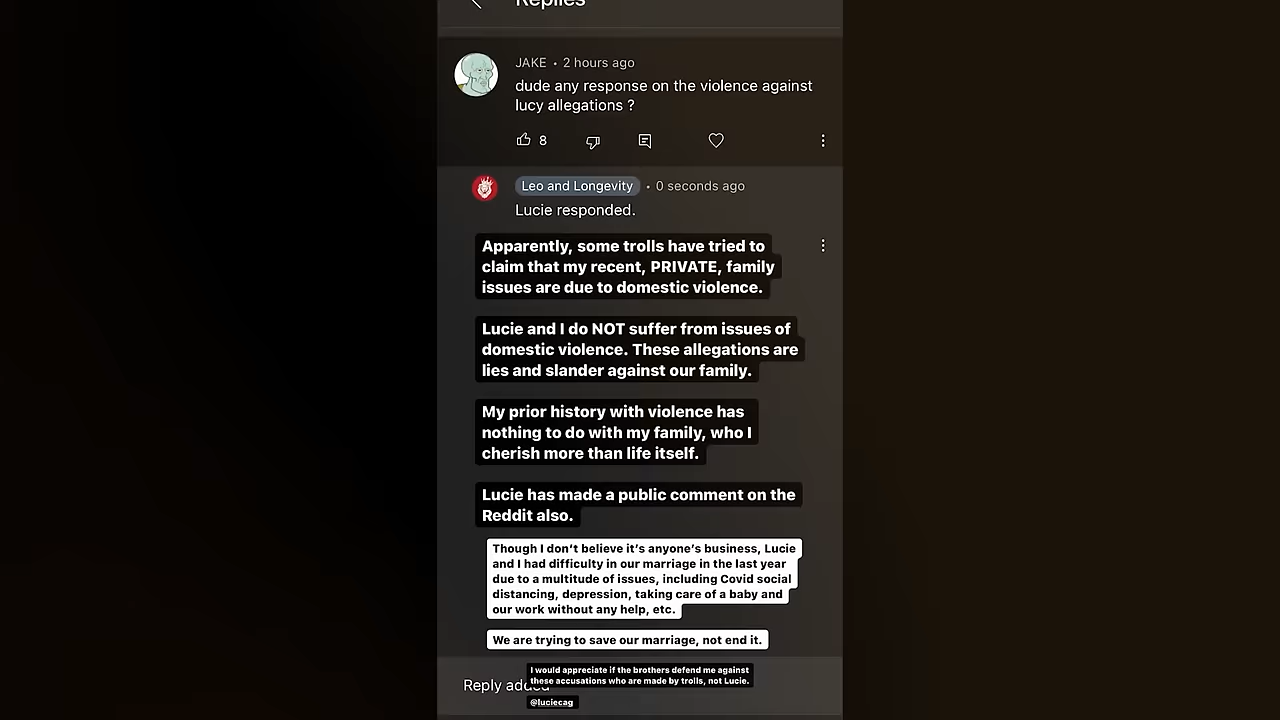 Replies
JAKE • 2 hours ago
dude any response on the violence against
lucy allegations ?
8
Leo and Longevity • 0 seconds ago
Lucie responded.
Apparently, some trolls have tried to
claim that my recent, PRIVATE, family
issues are due to domestic violence.
Lucie and I do NOT suffer from issues of
domestic violence. These allegations are
lies and slander against our family.
My prior history with violence has
nothing to do with my family, who I
cherish more than life itself.
Lucie has made a public comment on the
Reddit also.
Though I don't believe it's anyone's business, Lucie
and I had difficulty in our marriage in the last year
due to a multitude of issues, including Covid social
distancing, depression, taking care of a baby and
our work without any help, etc.
We are trying to save our marriage, not end it.
I would appreciate if the brothers defend me against
these accusations who are made by trolls, not Lucie.
Reply added
@luciecag